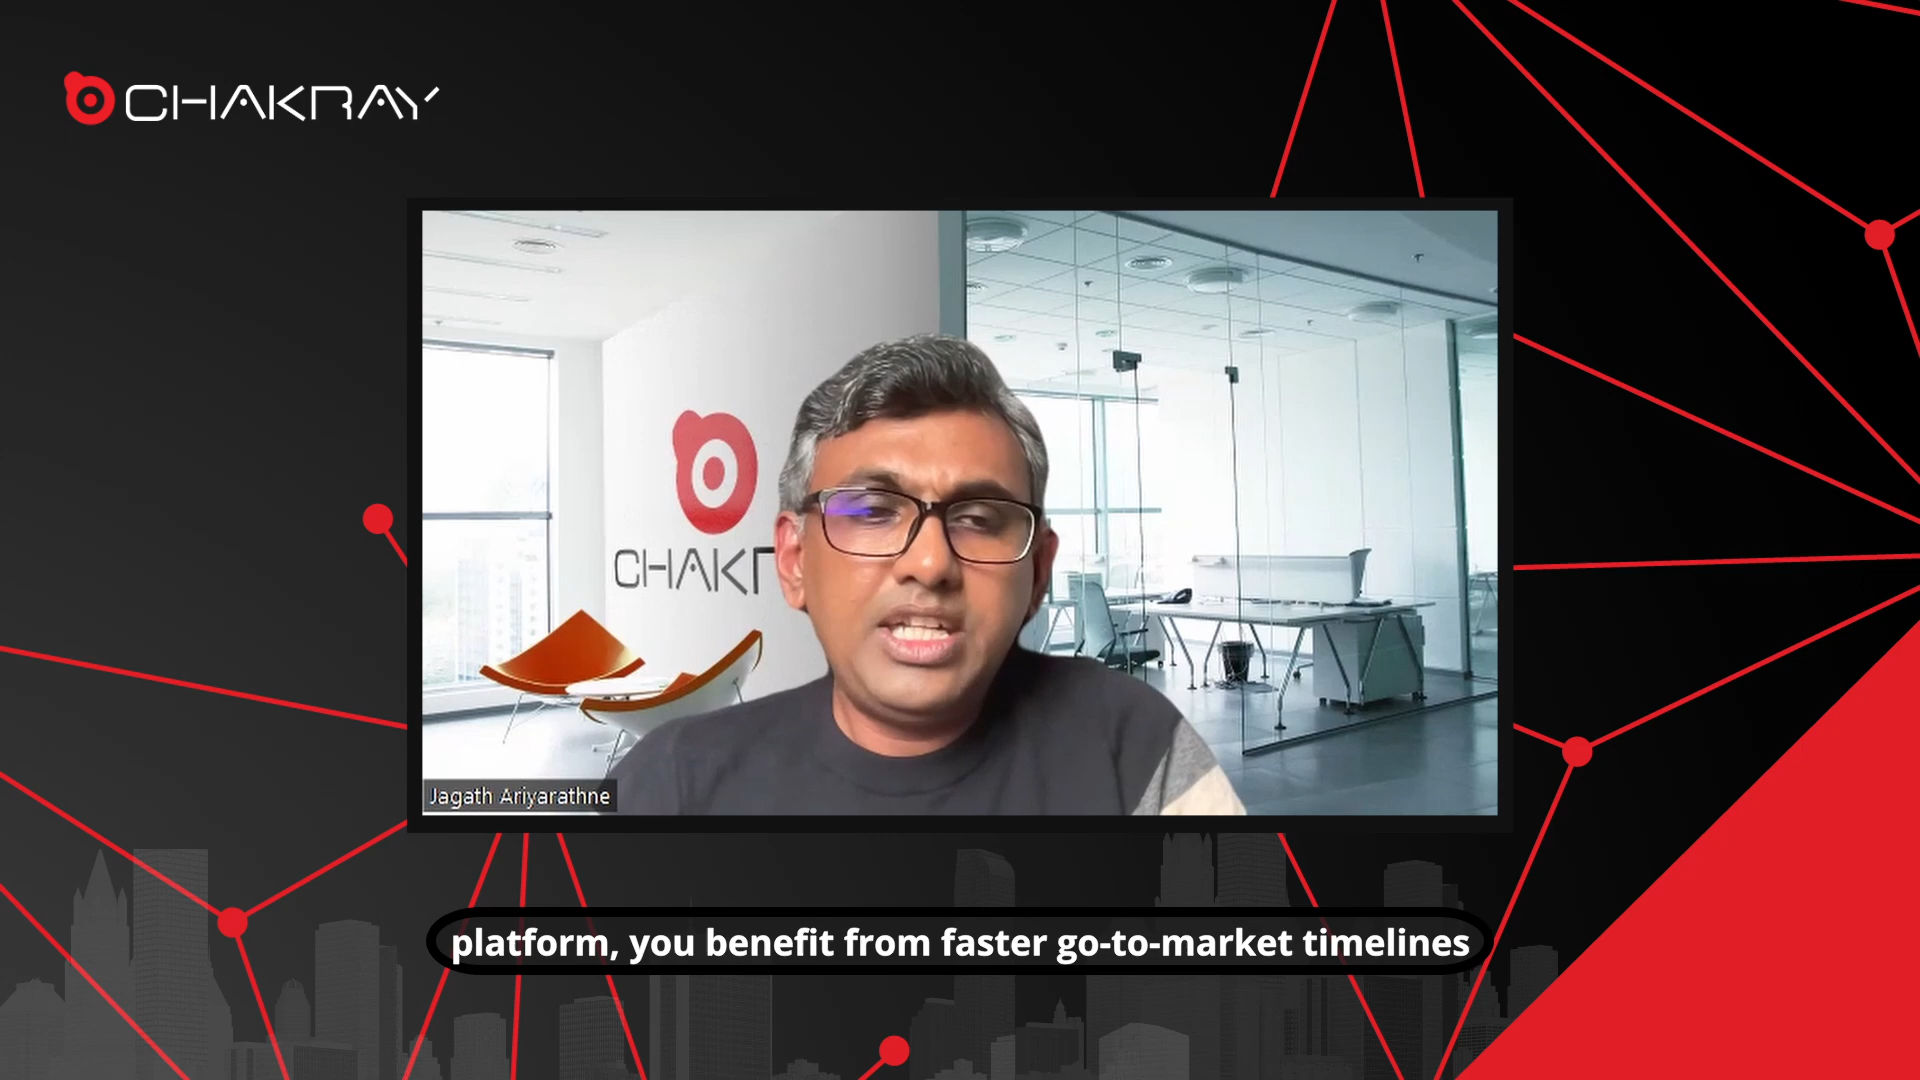 CHAKRAY
CHAKR
Jagath Ariyarathne
platform, you benefit from faster go-to-market timelines